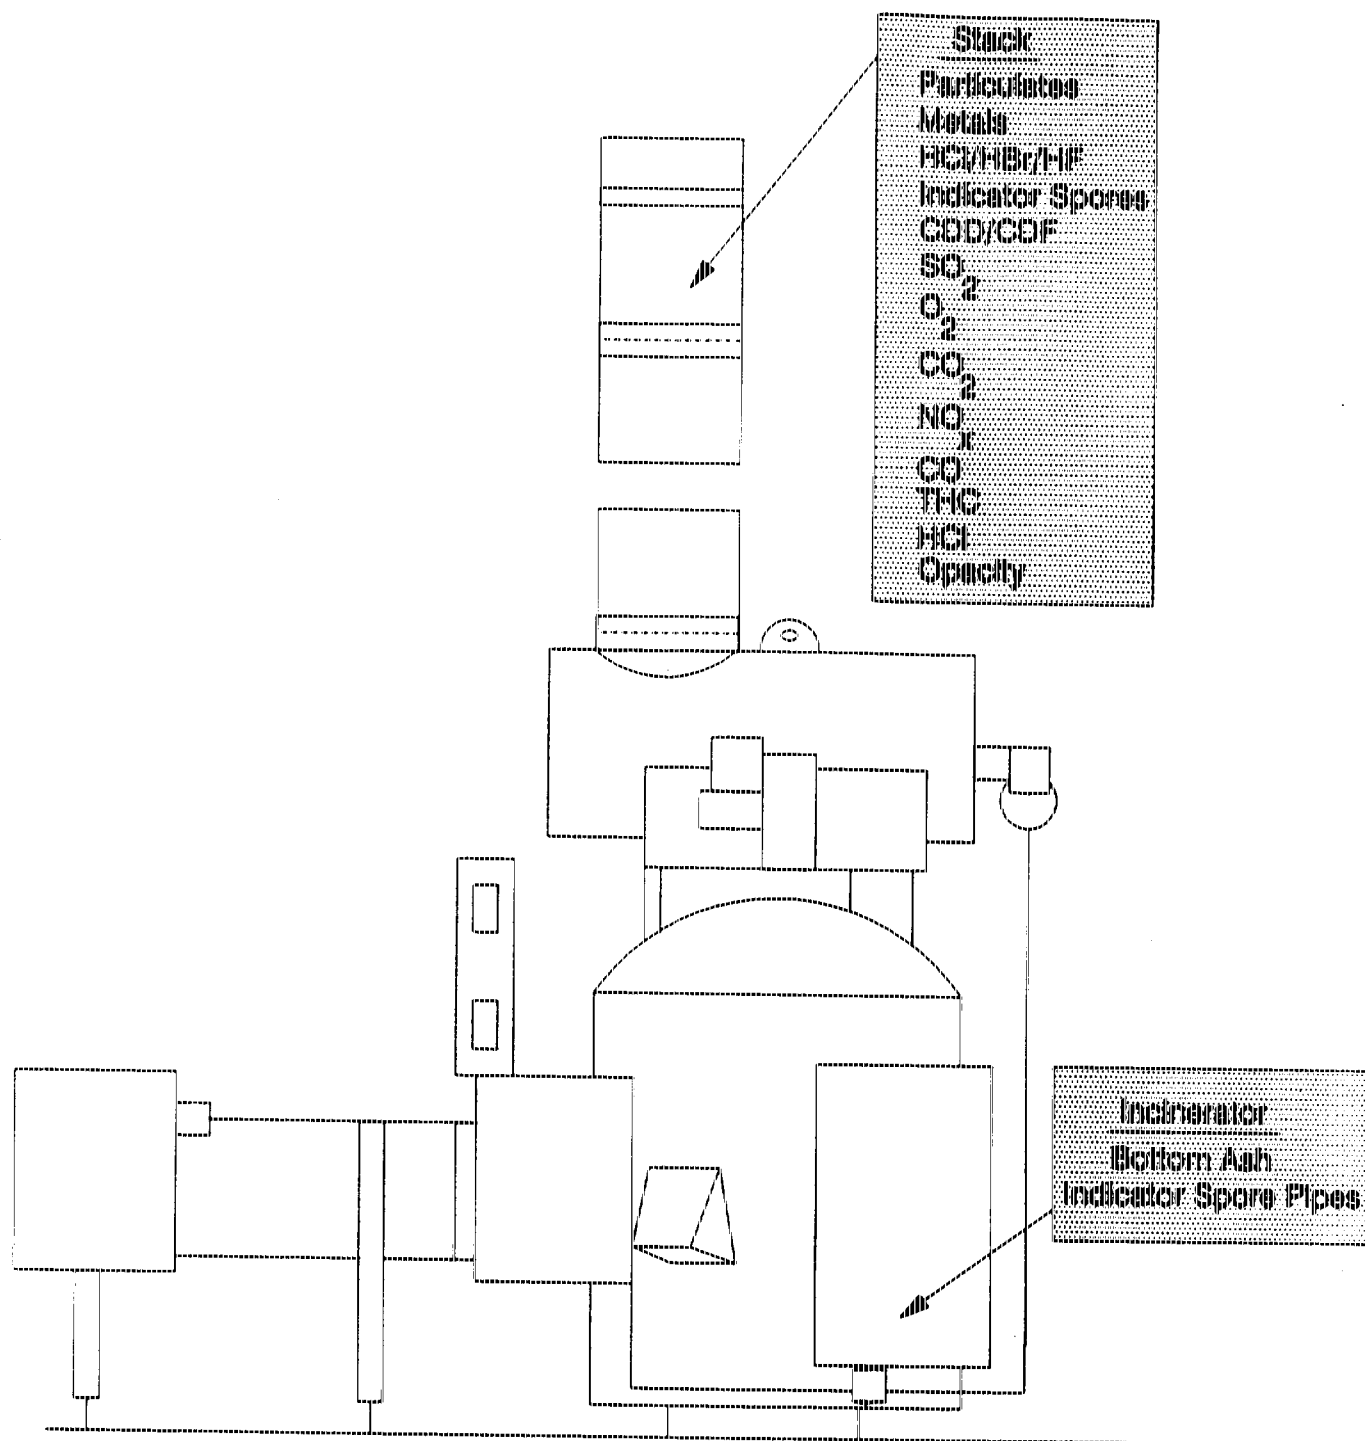 Stack
Particulates
Metals
HCl/HBr/HF
Indicator Spores
CDD/CDF
SO2
O2
CO2
NOx
CO
THC
HCl
Opacity
Incinerator
Bottom Ash
Indicator Spore Pipes